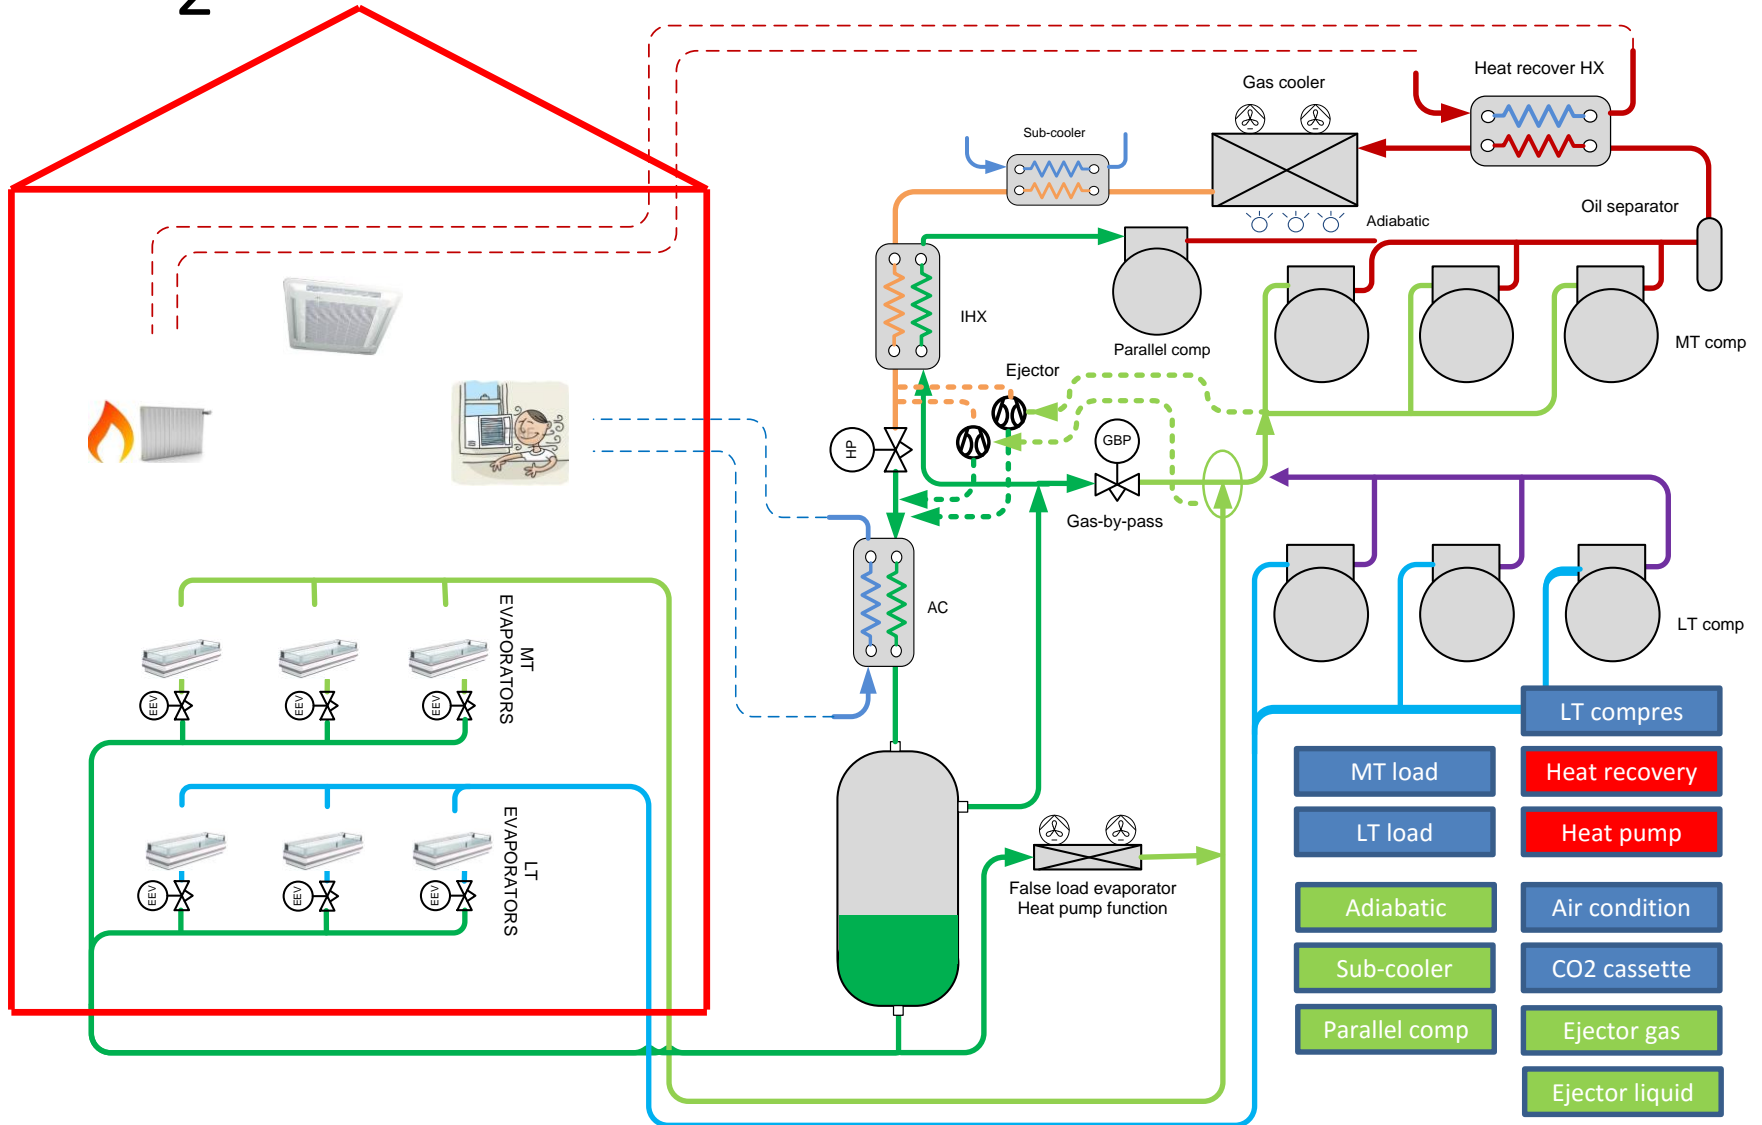 2
Heat recover HX
Gas cooler
Sub-cooler
Oil separator
Adiabatic
IHX
Parallel comp
MT comp
Ejector
HP
GBP
Gas-by-pass
AC
LT comp
MT
EVAPORATORS
EEV
EEV
EEV
LT
EVAPORATORS
EEV
EEV
EEV
False load evaporator
Heat pump function
LT compres
MT load
Heat recovery
LT load
Heat pump
Adiabatic
Air condition
Sub-cooler
CO2 cassette
Parallel comp
Ejector gas
Ejector liquid